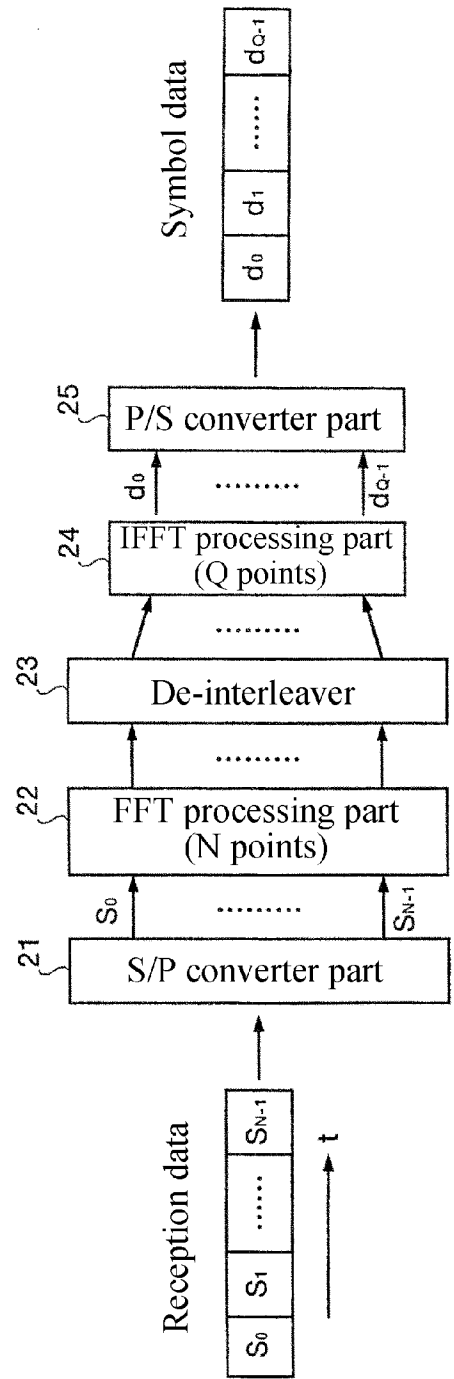 Reception data
S0 S1 ...... SN-1
t
21
S/P converter part
S0
.........
SN-1
22
FFT processing part
(N points)
.........
23
De-interleaver
.........
24
IFFT processing part
(Q points)
d0
.........
dQ-1
25
P/S converter part
Symbol data
d0 d1 ...... dQ-1